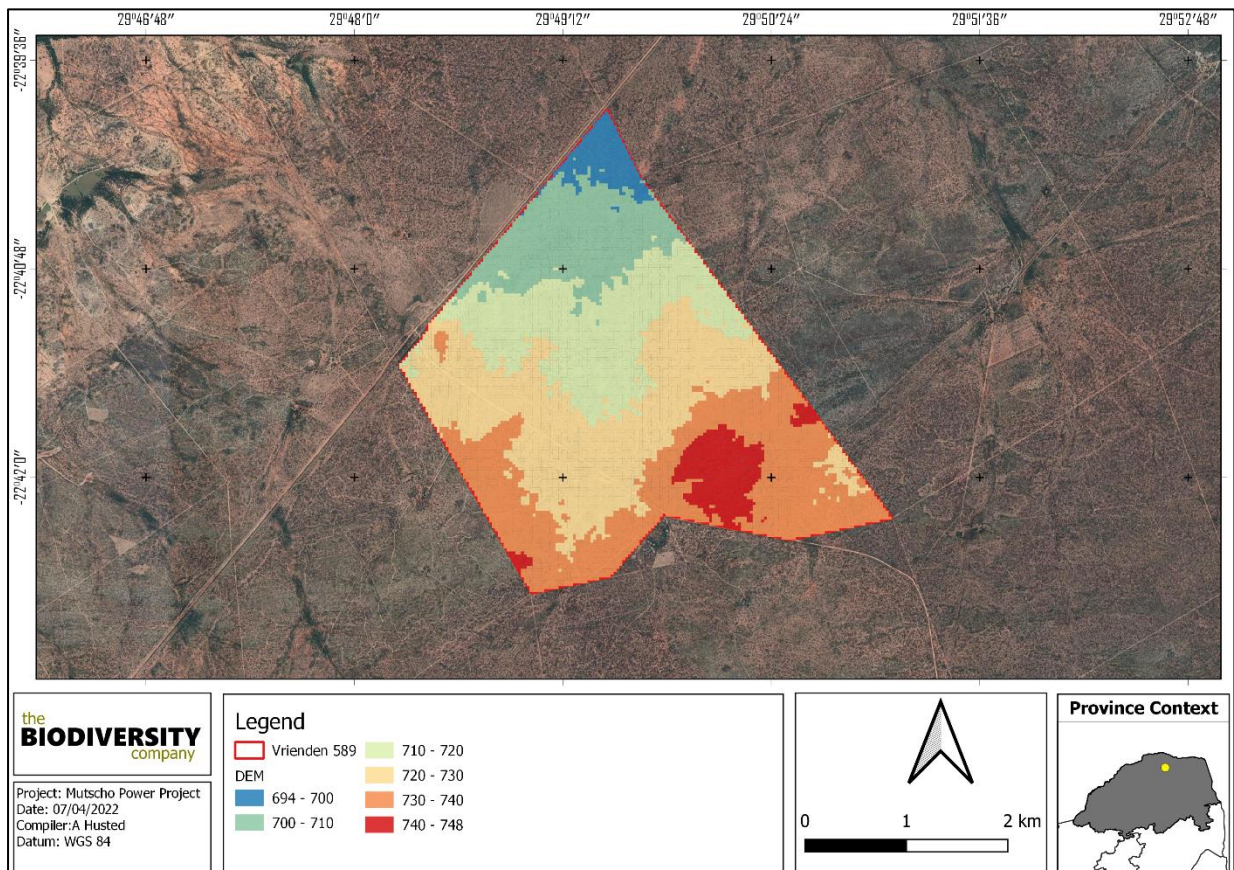 29°46'48" 29°48'0" 29°49'12" 29°50'24" 29°51'36" 29°52'48"
-22°39'36"
-22°40'48"
-22°42'0"
the
BIODIVERSITY
company
Project: Mutscho Power Project
Date: 07/04/2022
Compiler:A Husted
Datum: WGS 84
Legend
Vrienden 589
DEM
694 - 700
700 - 710
710 - 720
720 - 730
730 - 740
740 - 748
0 1 2 km
Province Context